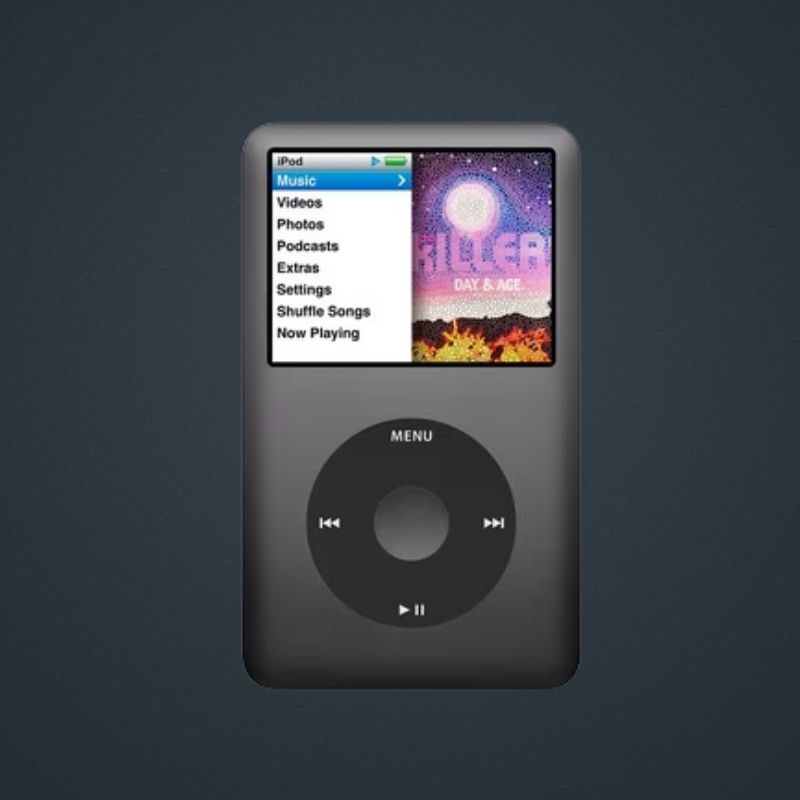 iPod
Music
Videos
Photos
Podcasts
Extras
Settings
Shuffle Songs
Now Playing
KILLER
DAY & AGE
MENU